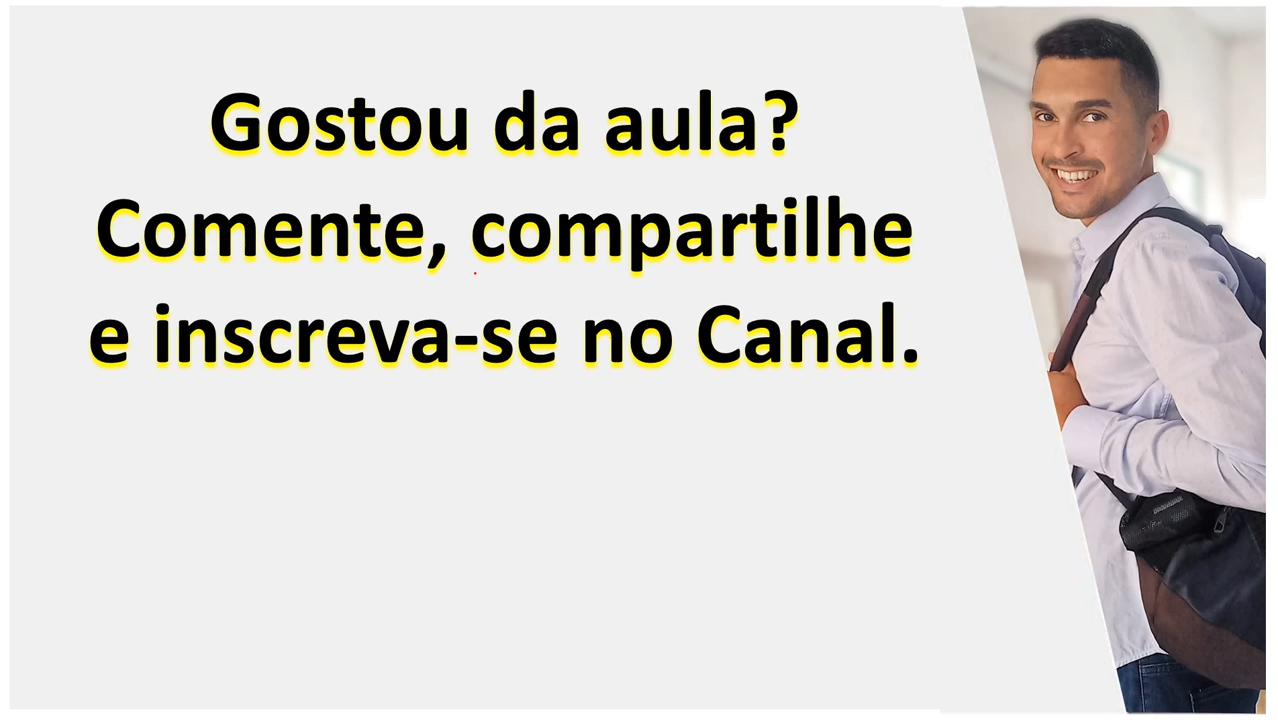 Gostou da aula?
Comente, compartilhe
e inscreva-se no Canal.